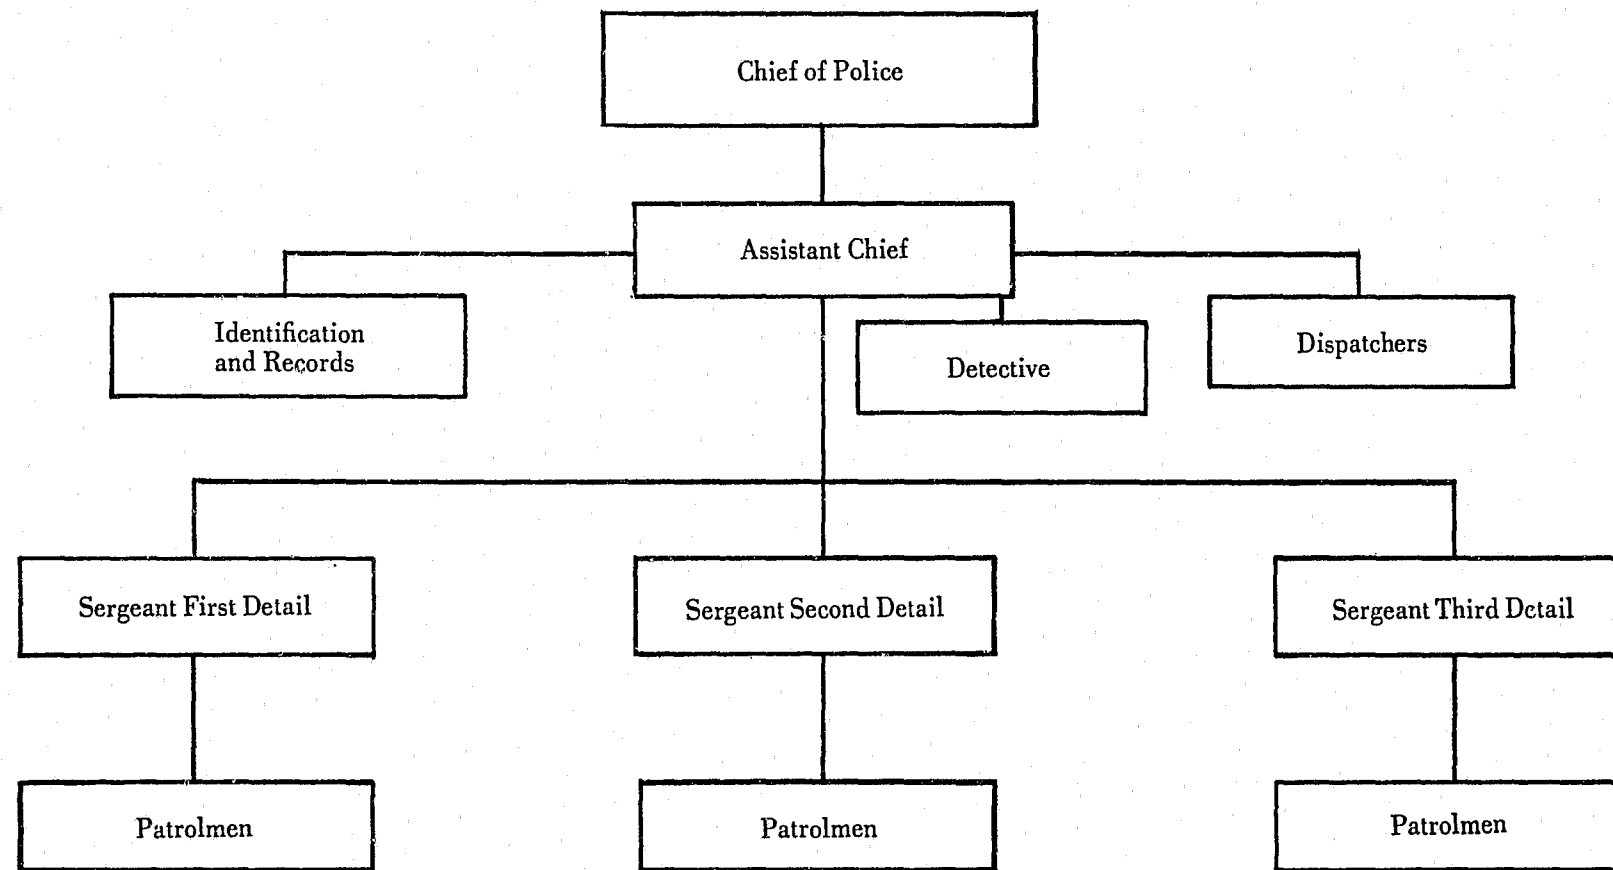 Chief of Police
Assistant Chief
Identification
and Records
Detective
Dispatchers
Sergeant First Detail
Sergeant Second Detail
Sergeant Third Detail
Patrolmen
Patrolmen
Patrolmen